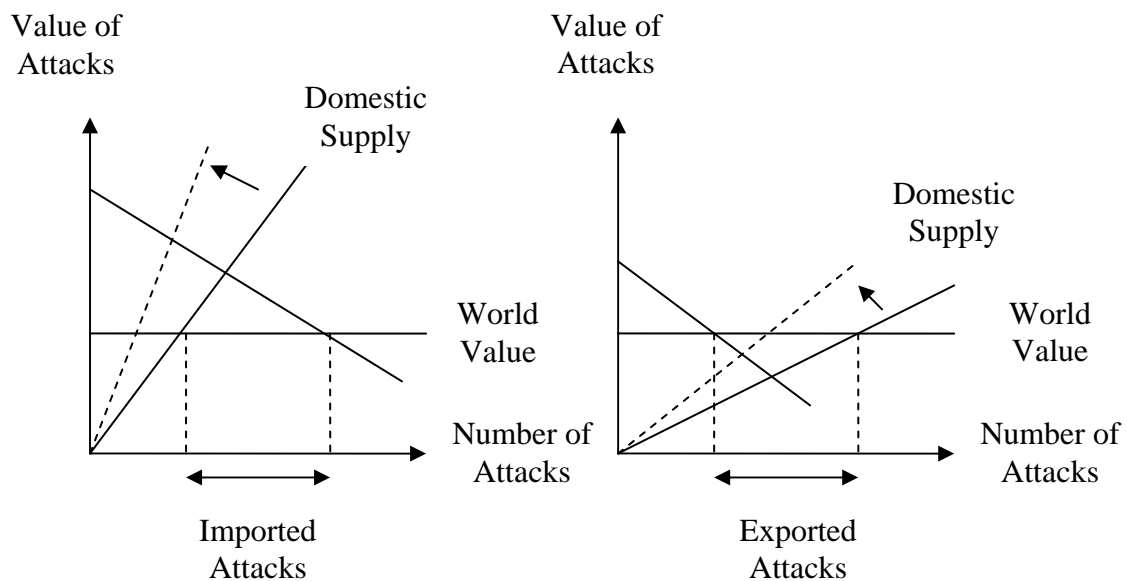 Value of
Attacks
Domestic
Supply
World
Value
Number of
Attacks
Imported
Attacks
Value of
Attacks
Domestic
Supply
World
Value
Number of
Attacks
Exported
Attacks